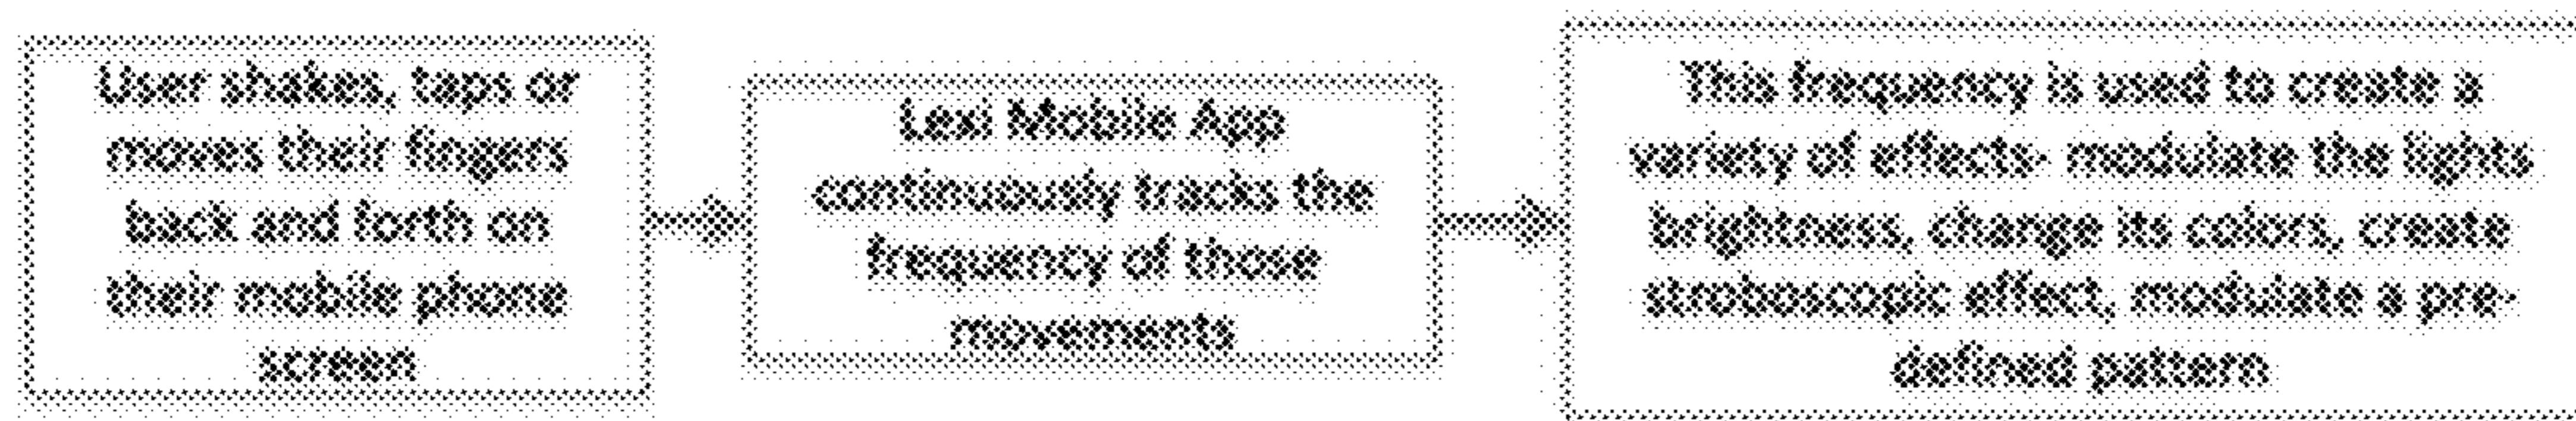 User shakes, taps or
moves their fingers
back and forth on
their mobile phone
screen
Lexi Mobile App
continuously tracks the
frequency of those
movements
This frequency is used to create a
variety of effects- modulate the lights
brightness, change its colors, create
stroboscopic effect, modulate a pre-
defined pattern